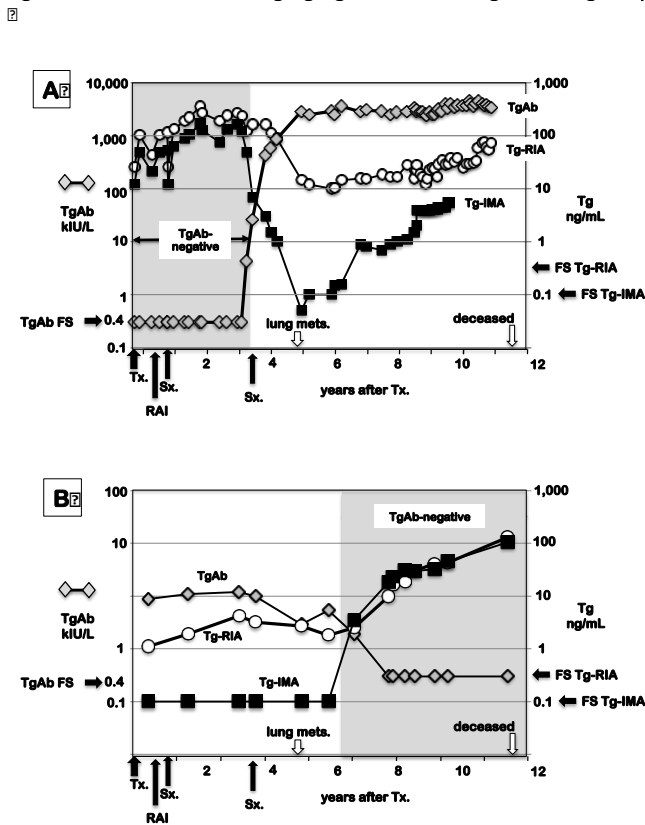 A
10,000
1,000
100
10
1
0.4
0.1
TgAb
kIU/L
TgAb FS
TgAb-
negative
TgAb
Tg-RIA
Tg-IMA
1,000
100
10
1
0.1
Tg
ng/mL
FS Tg-RIA
FS Tg-IMA
lung mets.
deceased
2
4
6
8
10
12
Tx.
RAI
Sx.
Sx.
years after Tx.
B
100
10
1
0.4
0.1
TgAb
kIU/L
TgAb FS
TgAb-negative
TgAb
Tg-RIA
Tg-IMA
1,000
100
10
1
0.1
Tg
ng/mL
FS Tg-RIA
FS Tg-IMA
lung mets.
deceased
2
4
6
8
10
12
Tx.
RAI
Sx.
Sx.
years after Tx.